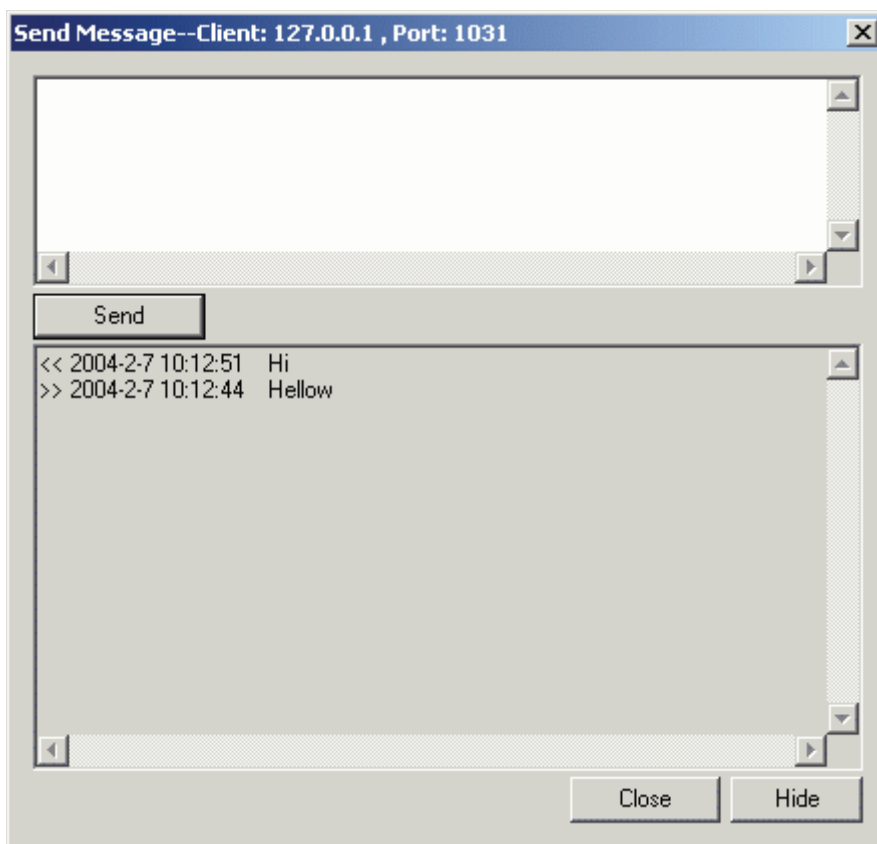 Send Message--Client: 127.0.0.1 , Port: 1031
Send
<< 2004-2-7 10:12:51 Hi
>> 2004-2-7 10:12:44 Hellow
Close Hide